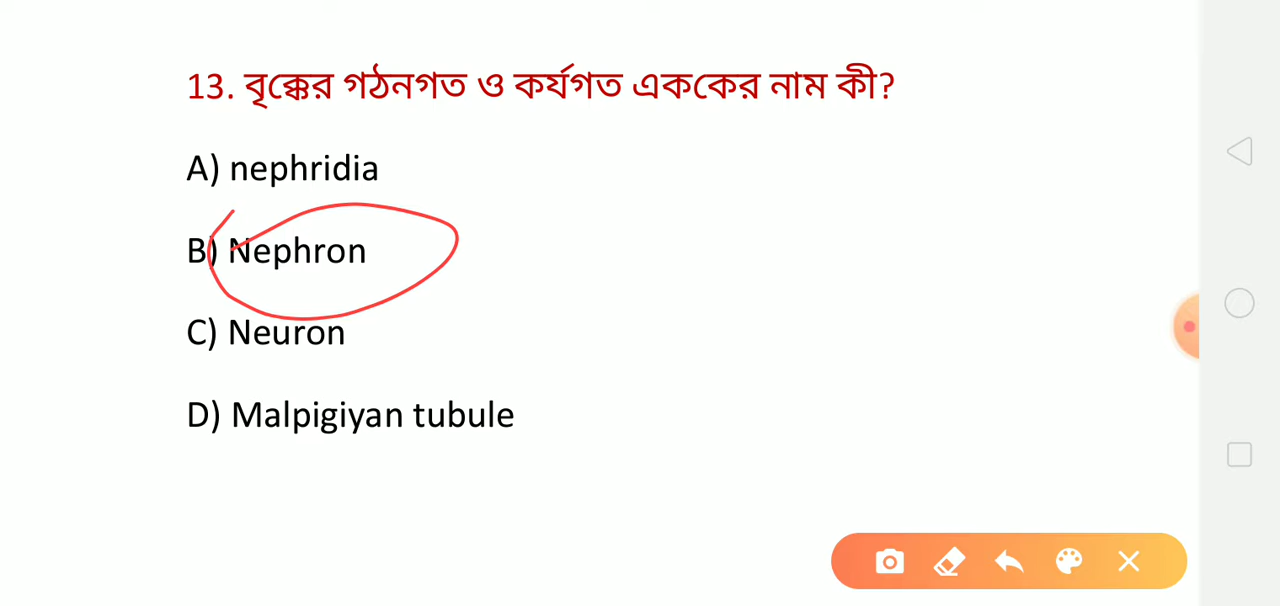 13. বৃক্কের গঠনগত ও কর্যগত এককের নাম কী?
A) nephridia
B) Nephron
C) Neuron
D) Malpigiyan tubule